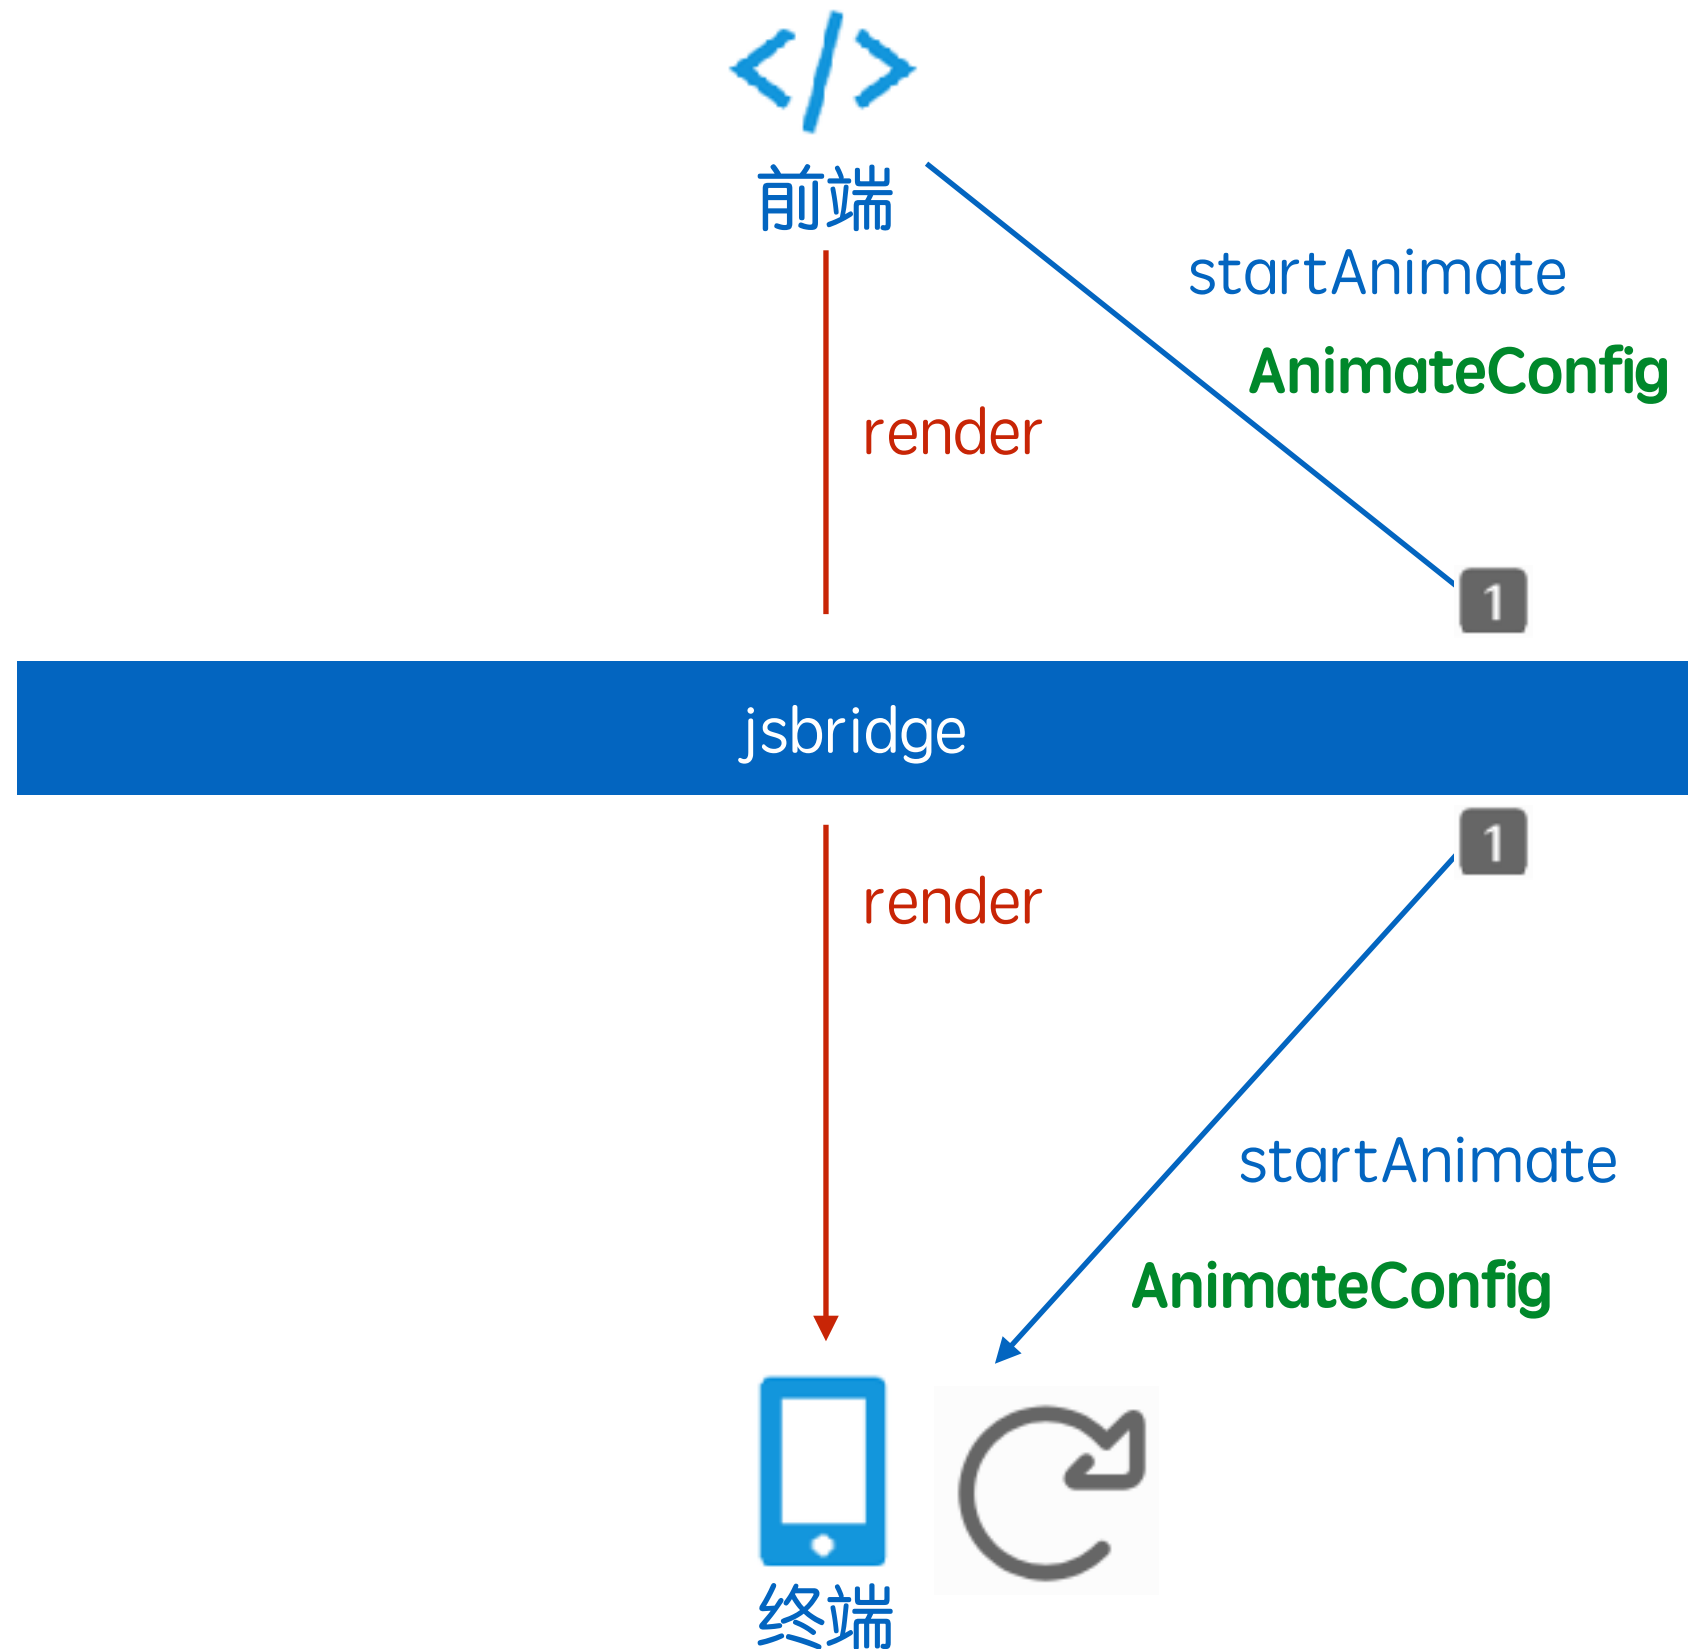 </>
前端
startAnimate
AnimateConfig
render
1
jsbridge
1
render
startAnimate
AnimateConfig
终端